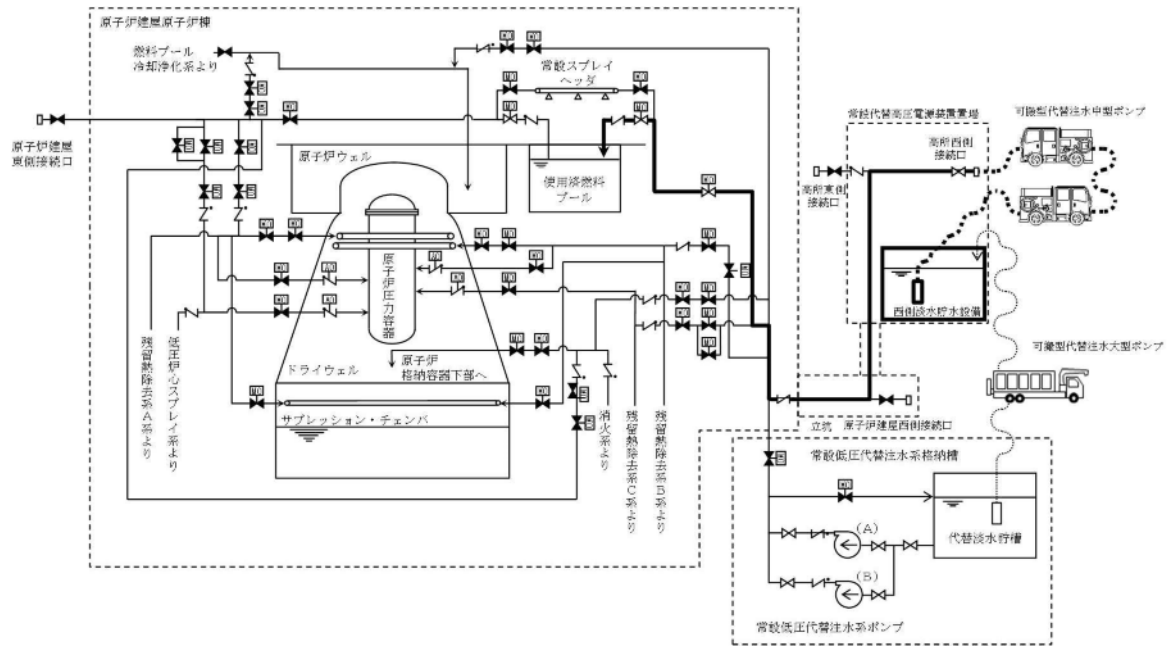 原子炉建屋原子炉棟
燃料プール
冷却浄化系より
常設スプレイ
ヘッダ
原子炉建屋
東側接続口
原子炉ウェル
使用済燃料
プール
常設代替高圧電源装置置場
可搬型代替注水中型ポンプ
高所西側
接続口
高所東側
接続口
西側淡水貯水設備
原子炉圧力容器
可搬型代替注水大型ポンプ
ドライウェル
原子炉
格納容器下部へ
サプレッション・チェンバ
残留熱除去系A系より
低圧炉心スプレイ系より
消火系より
残留熱除去系C系より
残留熱除去系B系より
立坑
原子炉建屋西側接続口
常設低圧代替注水系格納槽
(A)
代替淡水貯槽
(B)
常設低圧代替注水系ポンプ